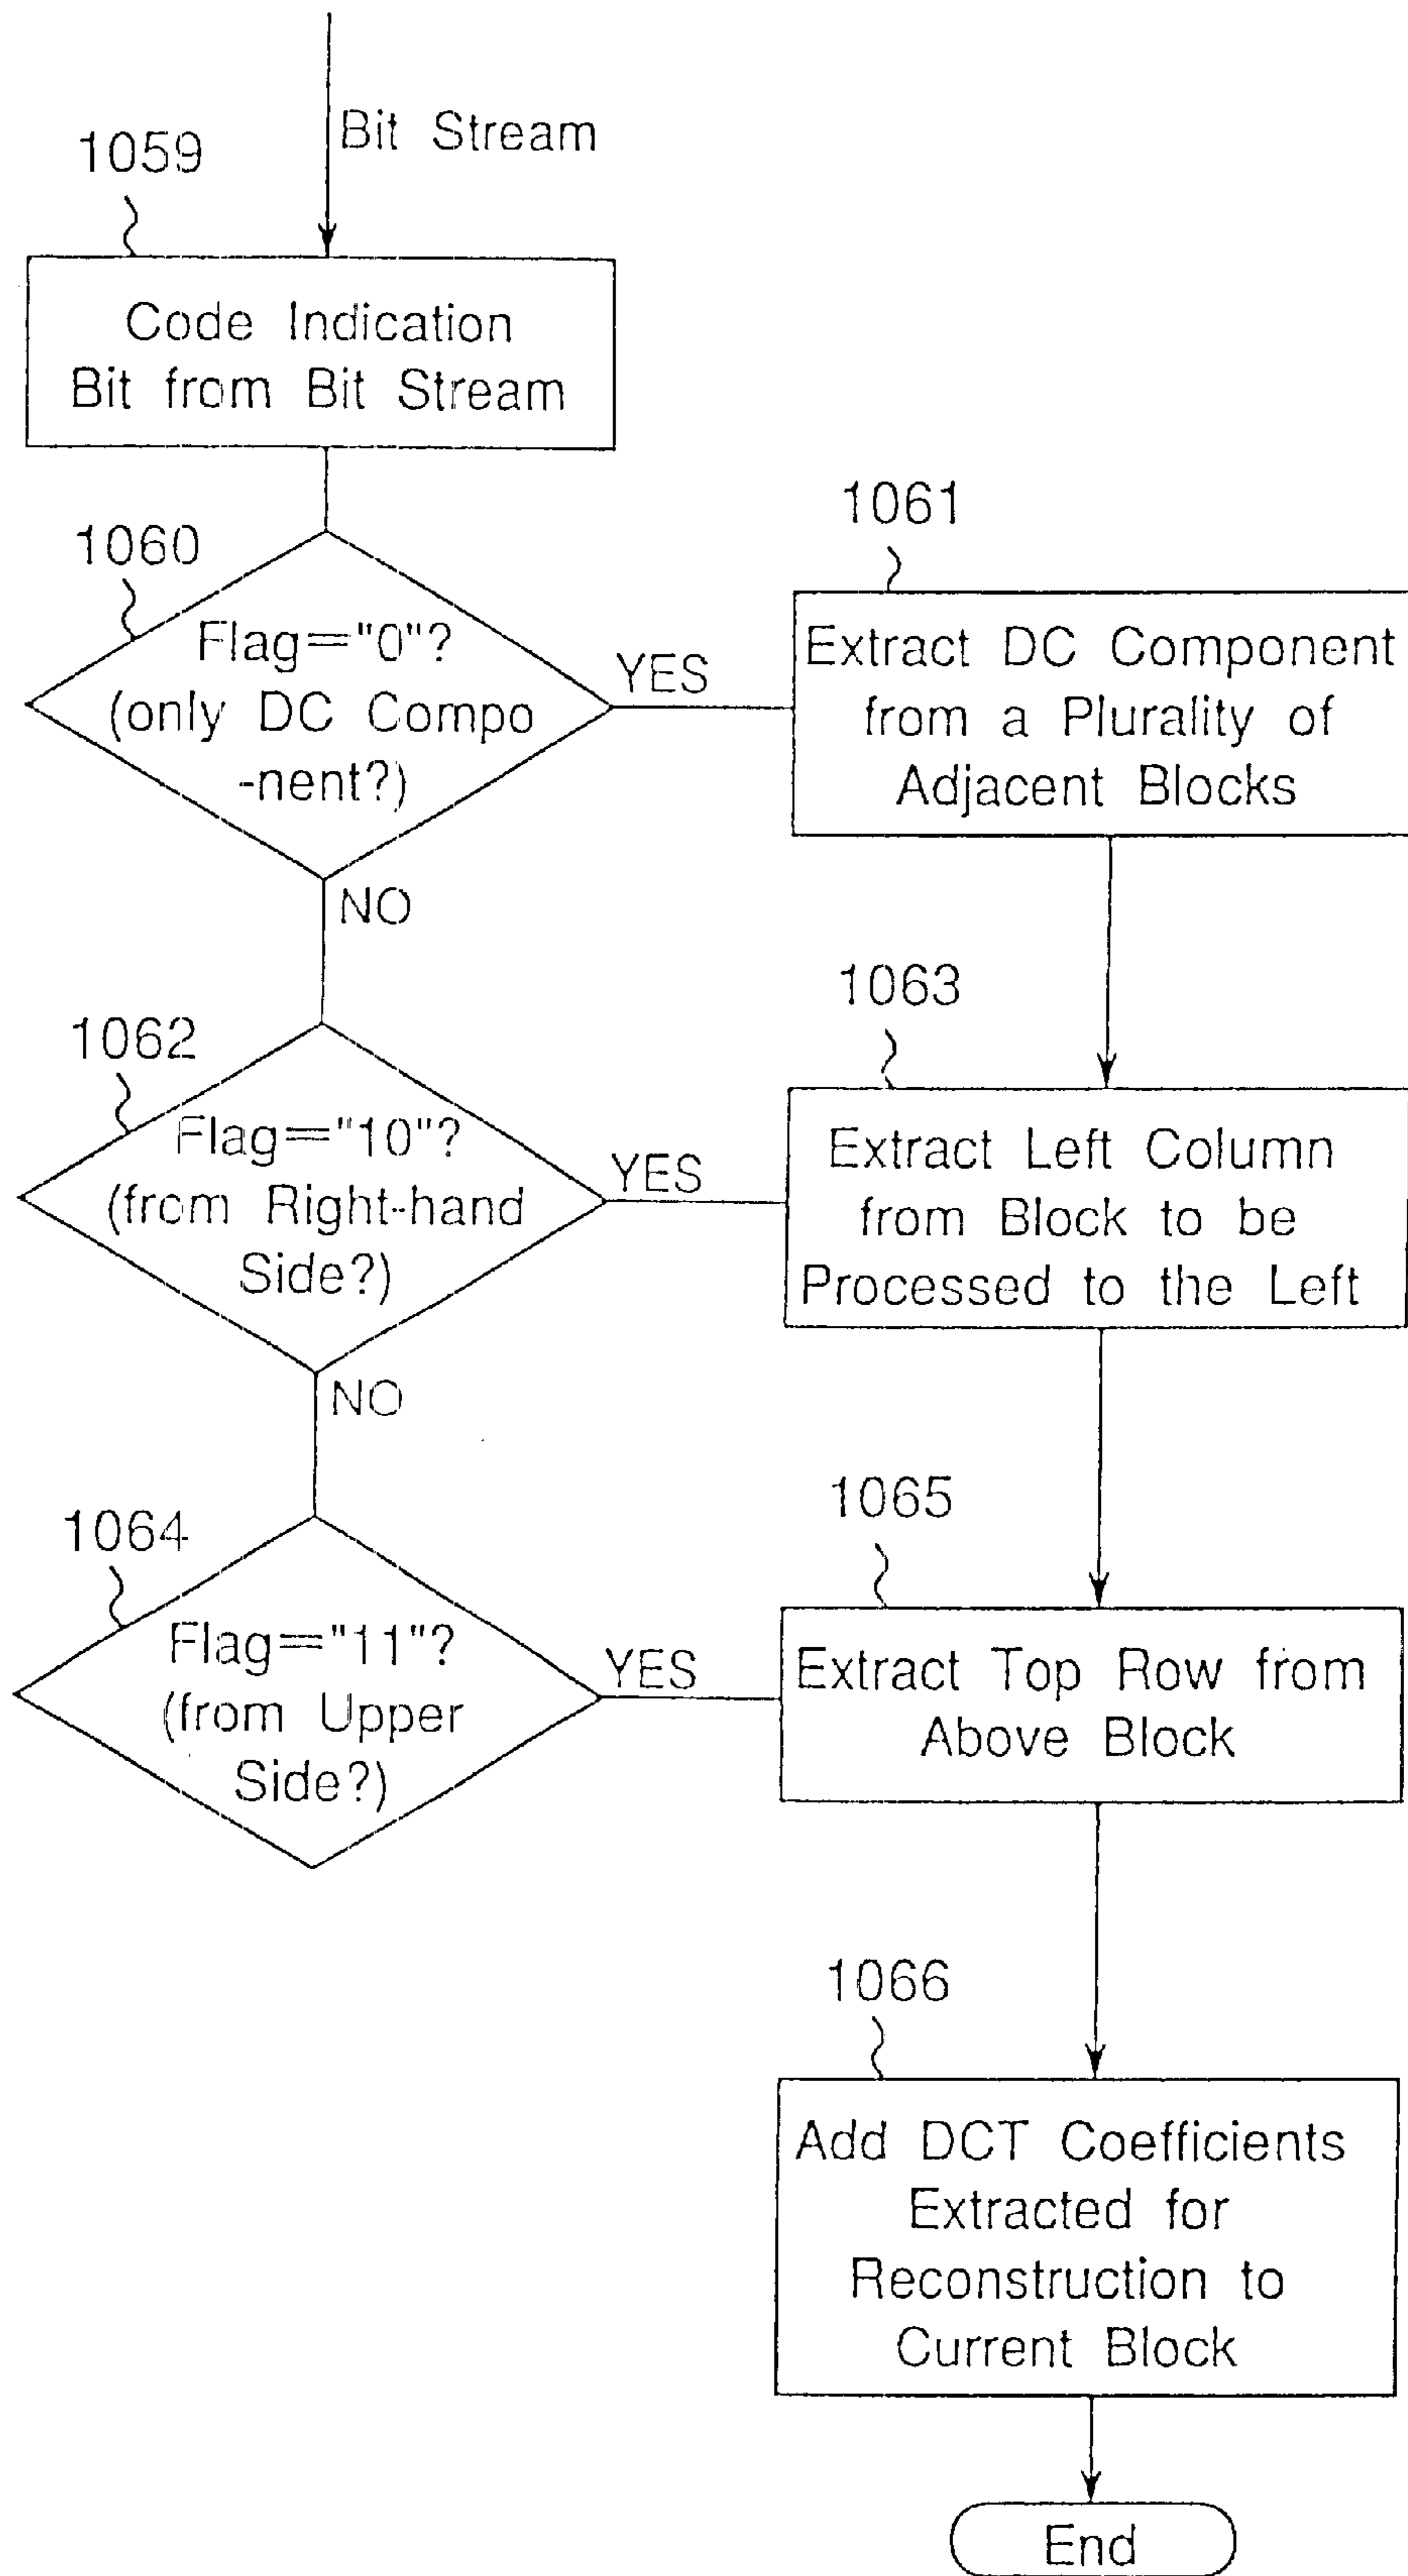 Bit Stream
1059
Code Indication
Bit from Bit Stream
1060
Flag="0"?
(only DC Compo
-nent?)
YES
1061
Extract DC Component
from a Plurality of
Adjacent Blocks
NO
1062
Flag="10"?
(from Right-hand
Side?)
YES
1063
Extract Left Column
from Block to be
Processed to the Left
NO
1064
Flag="11"?
(from Upper
Side?)
YES
1065
Extract Top Row from
Above Block
1066
Add DCT Coefficients
Extracted for
Reconstruction to
Current Block
End